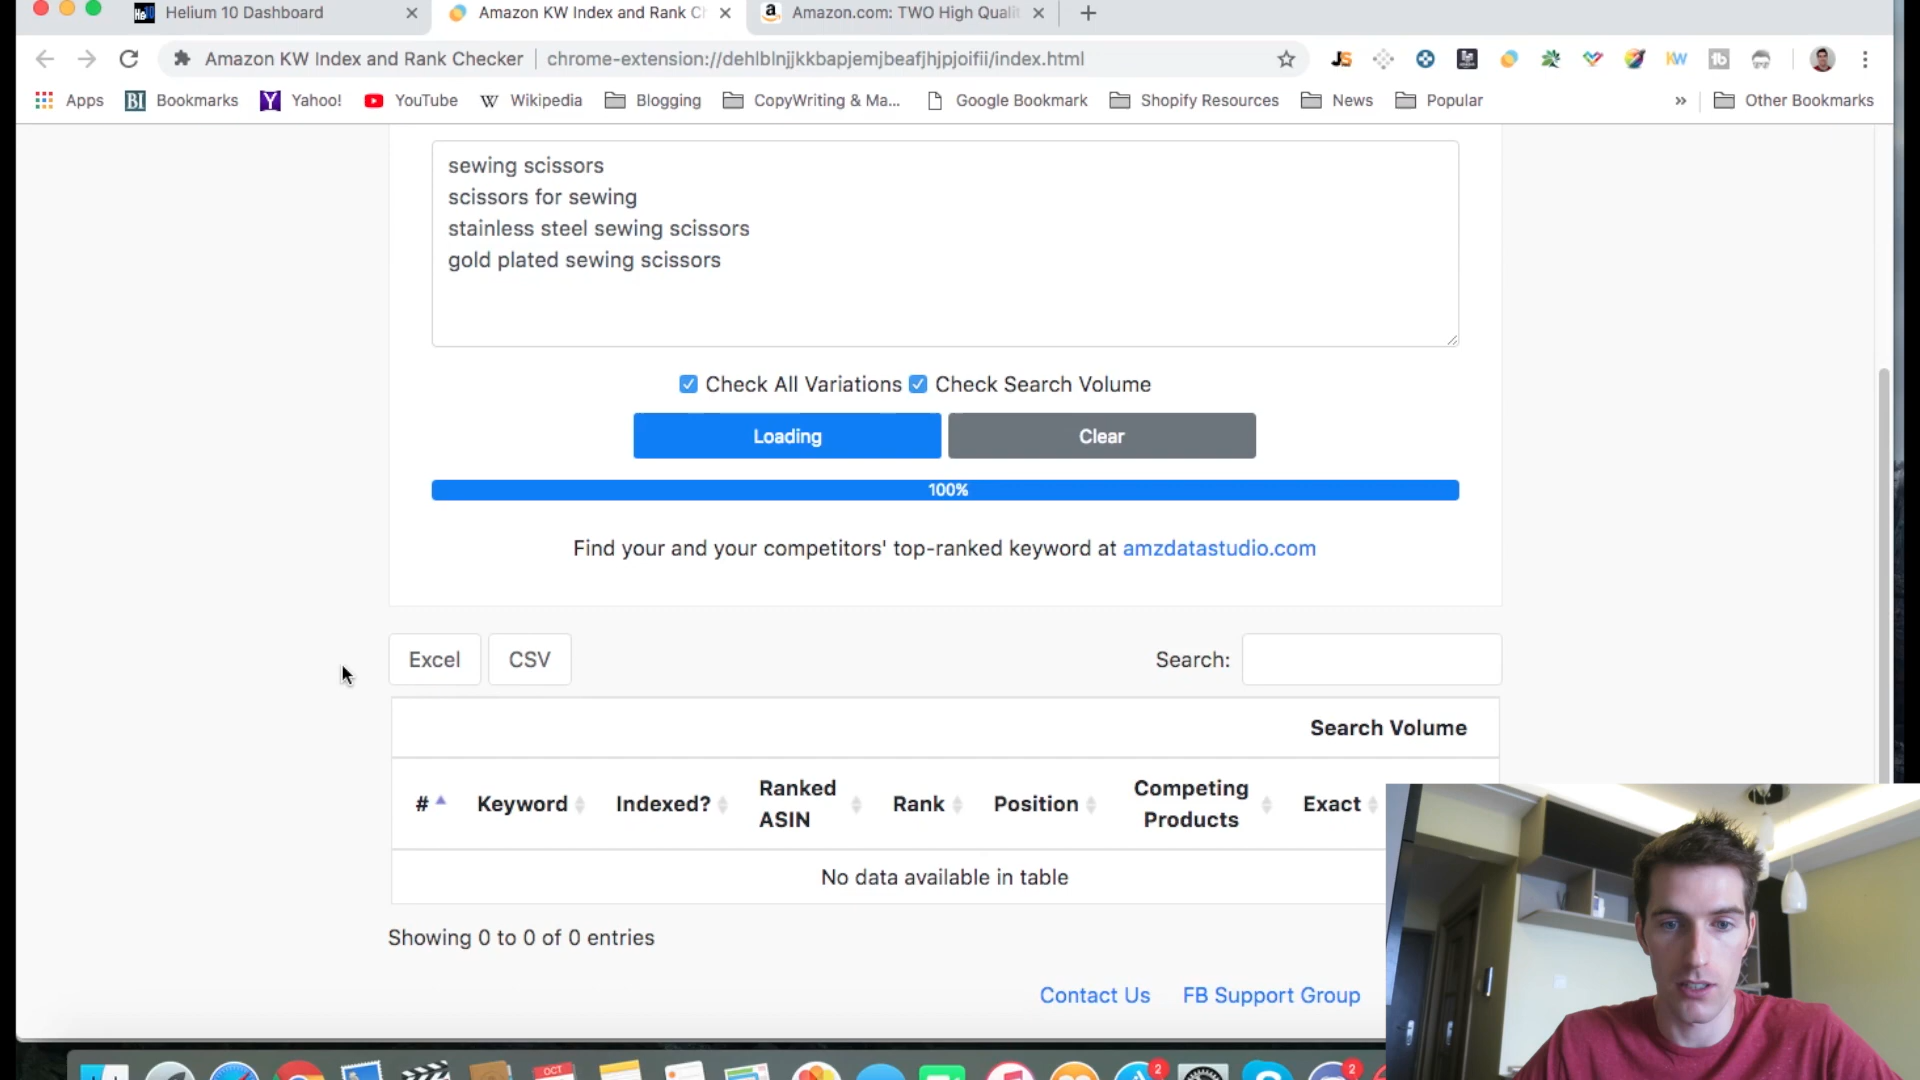 Helium 10 Dashboard
Amazon KW Index and Rank Ch
Amazon.com: TWO High Qualit
Amazon KW Index and Rank Checker
chrome-extension://dehlblnjjkkbapjemjbeafjhjpjoifii/index.html
Apps
Bookmarks
Yahoo!
YouTube
Wikipedia
Blogging
CopyWriting & Ma...
Google Bookmark
Shopify Resources
News
Popular
»
Other Bookmarks
sewing scissors
scissors for sewing
stainless steel sewing scissors
gold plated sewing scissors
Check All Variations
Check Search Volume
Loading
Clear
100%
Find your and your competitors' top-ranked keyword at amzdatastudio.com
Excel
CSV
Search:
Search Volume
#
Keyword
Indexed?
Ranked
ASIN
Rank
Position
Competing
Products
Exact
No data available in table
Showing 0 to 0 of 0 entries
Contact Us
FB Support Group
OCT
2
2